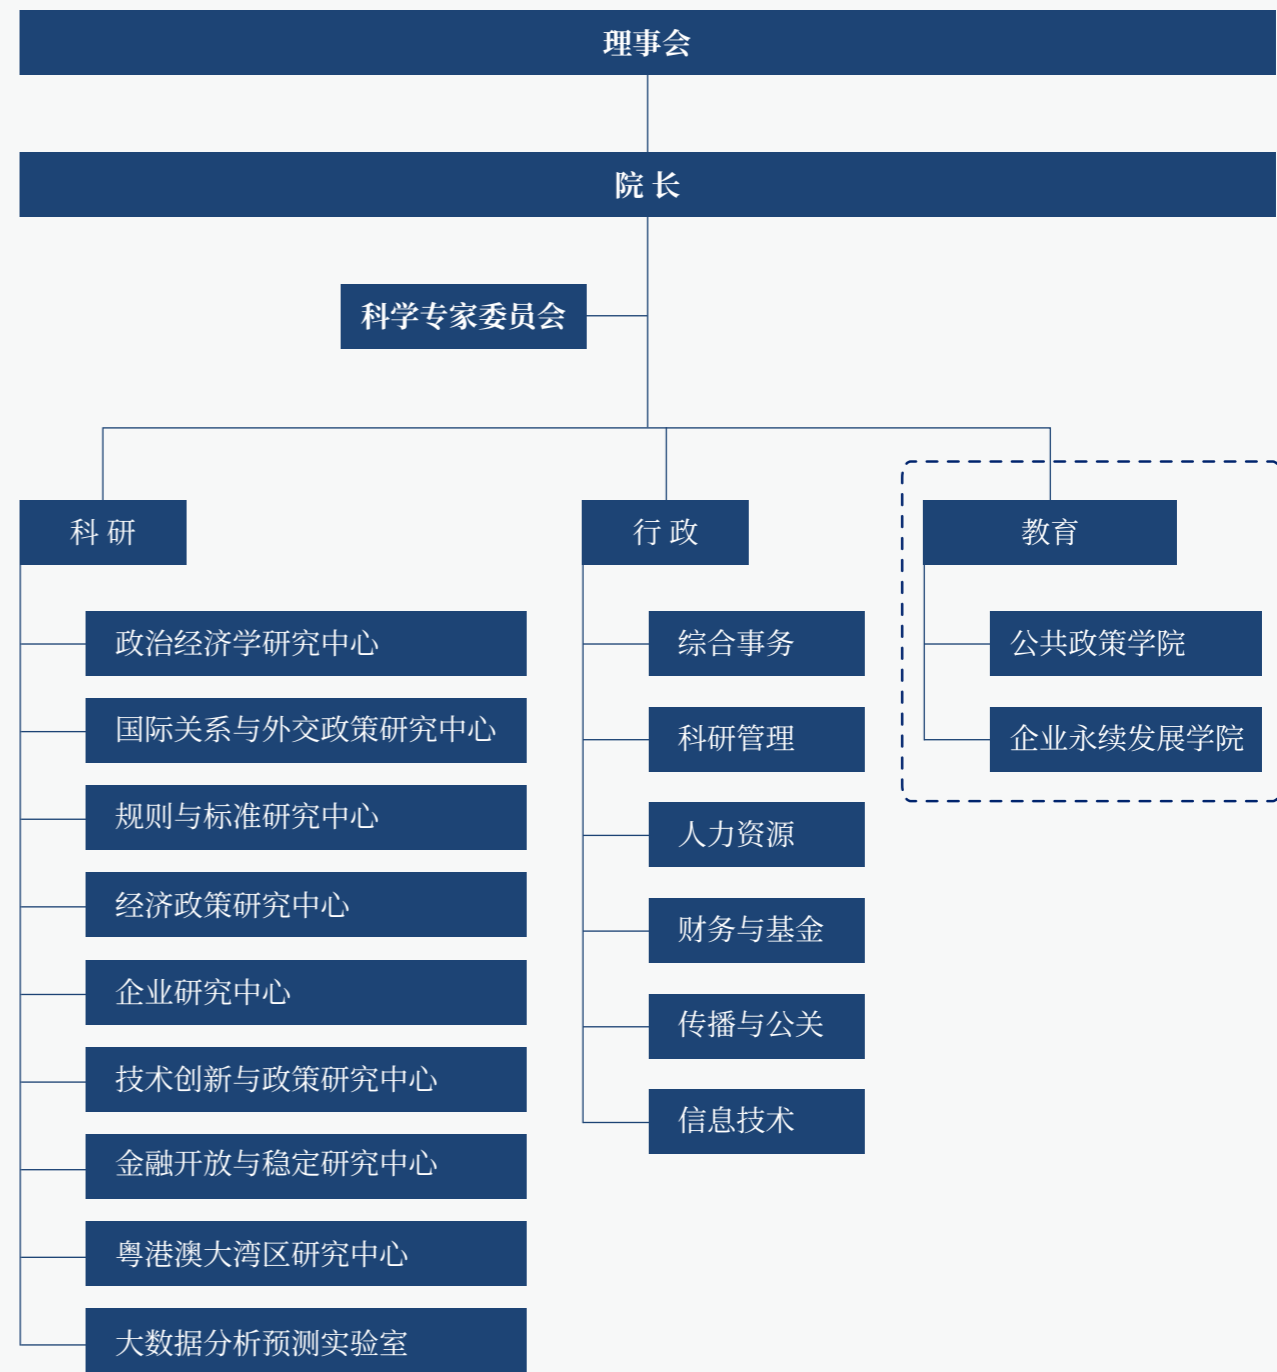 理事会
院 长
科学专家委员会
科 研
政治经济学研究中心
国际关系与外交政策研究中心
规则与标准研究中心
经济政策研究中心
企业研究中心
技术创新与政策研究中心
金融开放与稳定研究中心
粤港澳大湾区研究中心
大数据分析预测实验室
行 政
综合事务
科研管理
人力资源
财务与基金
传播与公关
信息技术
教育
公共政策学院
企业永续发展学院